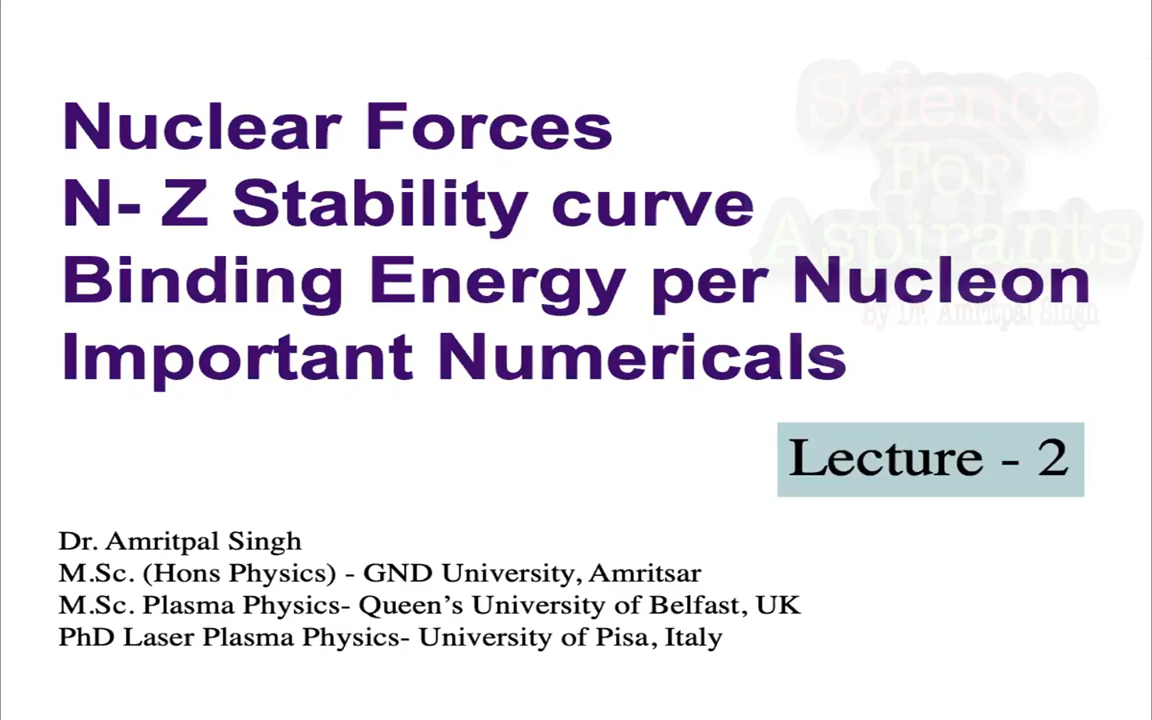 Science
For
Aspirants
By Dr. Amritpal Singh
Nuclear Forces
N- Z Stability curve
Binding Energy per Nucleon
Important Numericals
Lecture - 2
Dr. Amritpal Singh
M.Sc. (Hons Physics) - GND University, Amritsar
M.Sc. Plasma Physics- Queen's University of Belfast, UK
PhD Laser Plasma Physics- University of Pisa, Italy